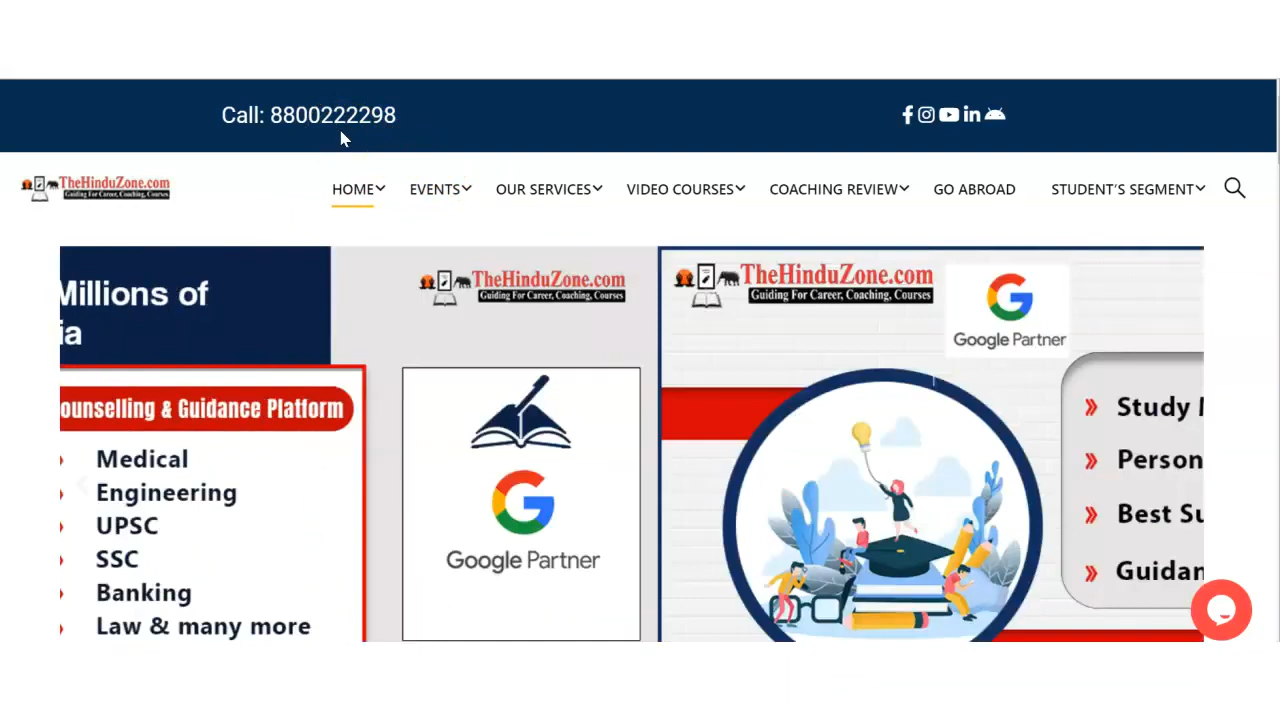 Call: 8800222298
TheHinduZone.com
Guiding For Career, Coaching, Courses
HOME EVENTS OUR SERVICES VIDEO COURSES COACHING REVIEW GO ABROAD STUDENT'S SEGMENT
Millions of
ia
ounselling & Guidance Platform
Medical
Engineering
UPSC
SSC
Banking
Law & many more
TheHinduZone.com
Guiding For Career, Coaching, Courses
Google Partner
TheHinduZone.com
Guiding For Career, Coaching, Courses
Google Partner
Study
Person
Best Su
Guidan